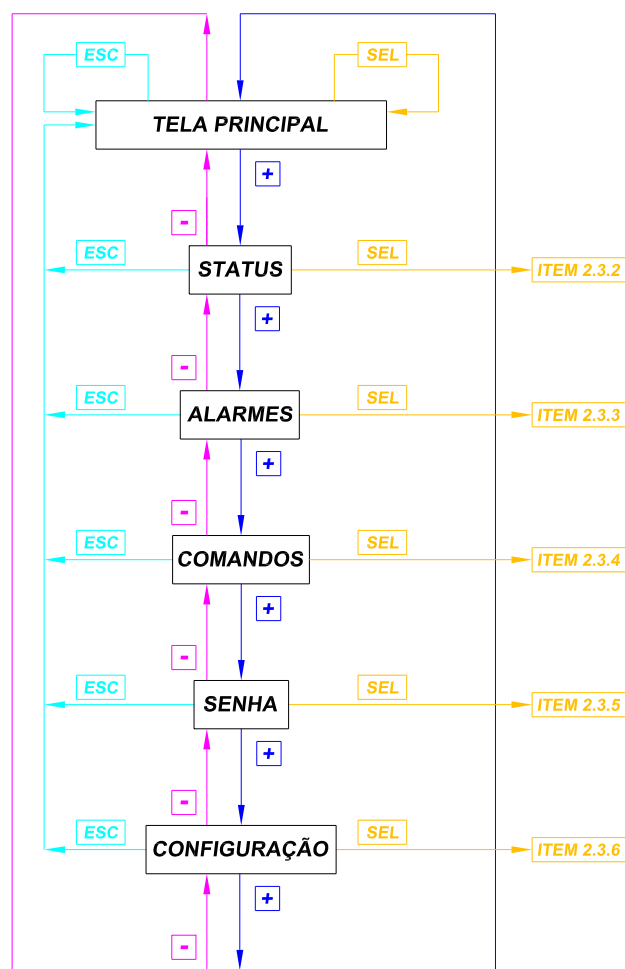 ESC
SEL
TELA PRINCIPAL
+
-
ESC
SEL
STATUS
ITEM 2.3.2
+
-
ESC
SEL
ALARMES
ITEM 2.3.3
+
-
ESC
SEL
COMANDOS
ITEM 2.3.4
+
-
ESC
SEL
SENHA
ITEM 2.3.5
+
-
ESC
SEL
CONFIGURAÇÃO
ITEM 2.3.6
+
-